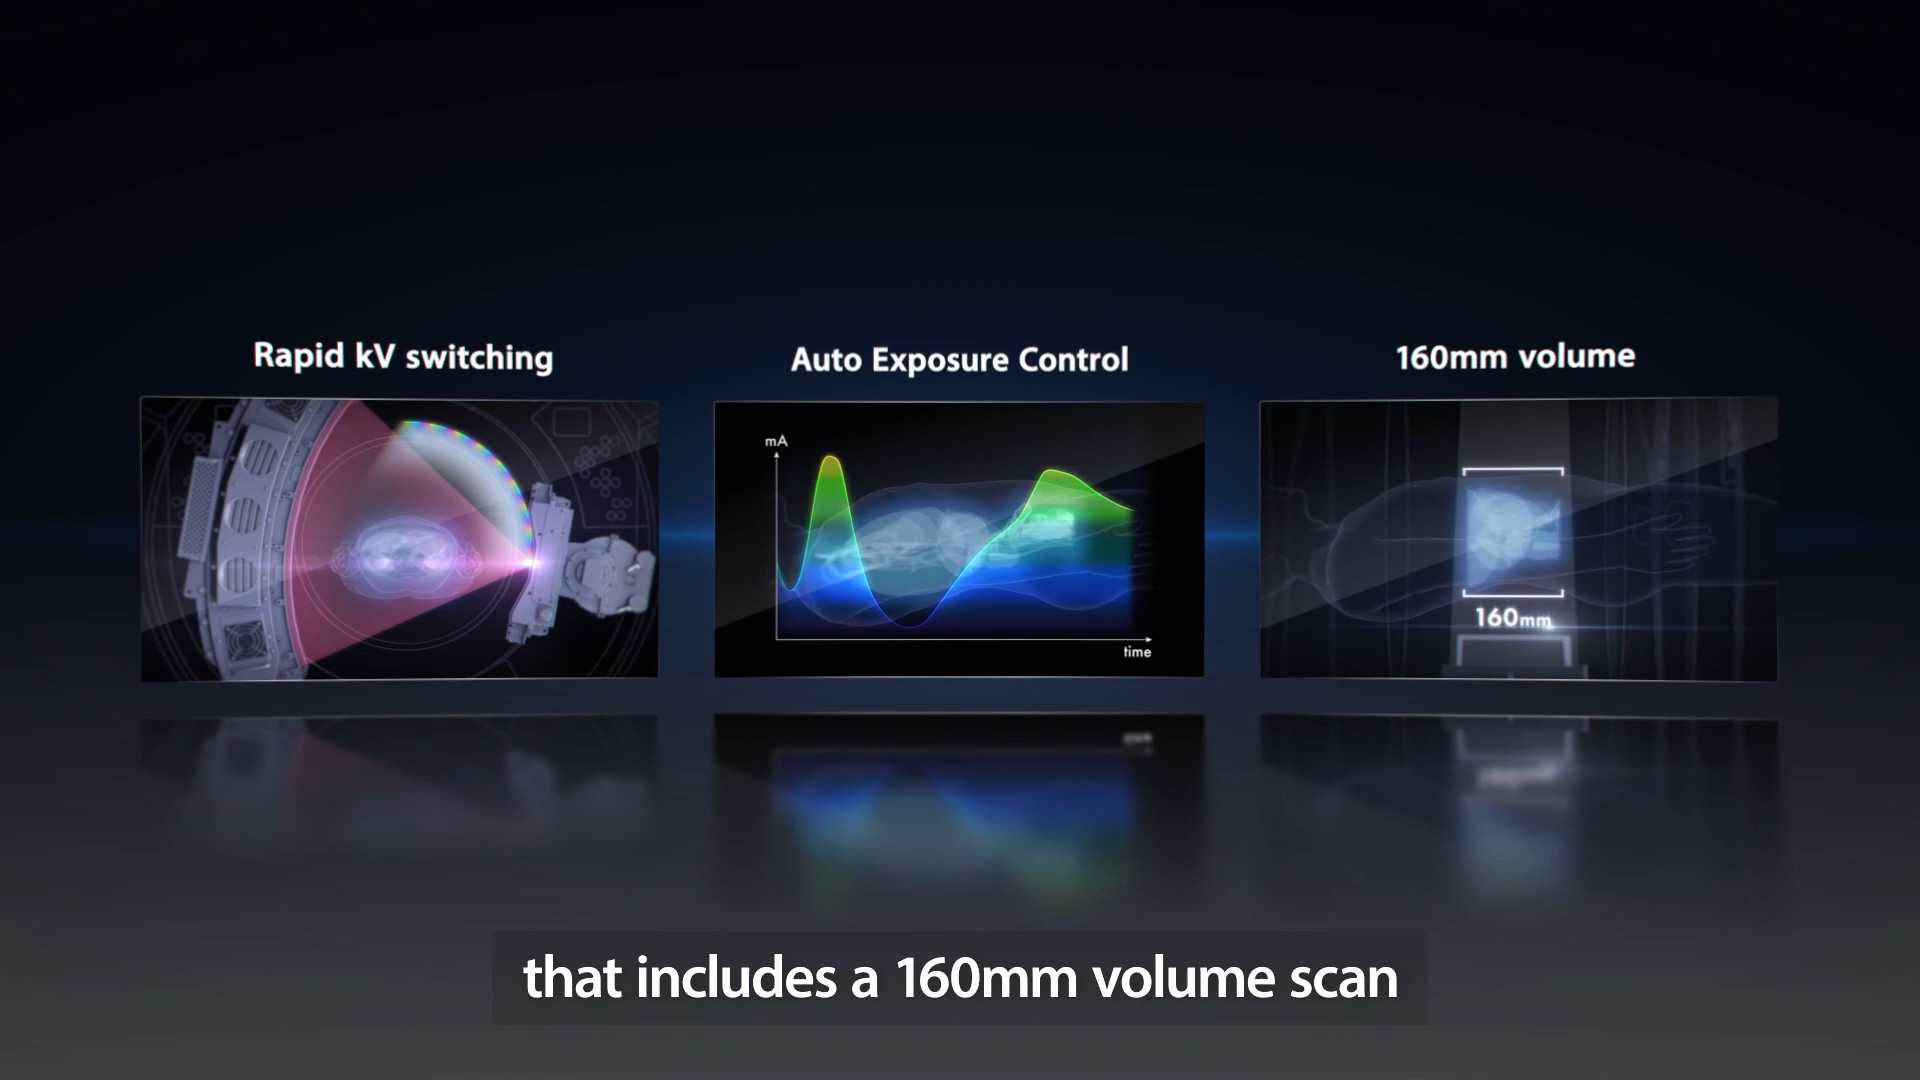 Rapid kV switching
Auto Exposure Control
160mm volume
mA
time
160mm
that includes a 160mm volume scan